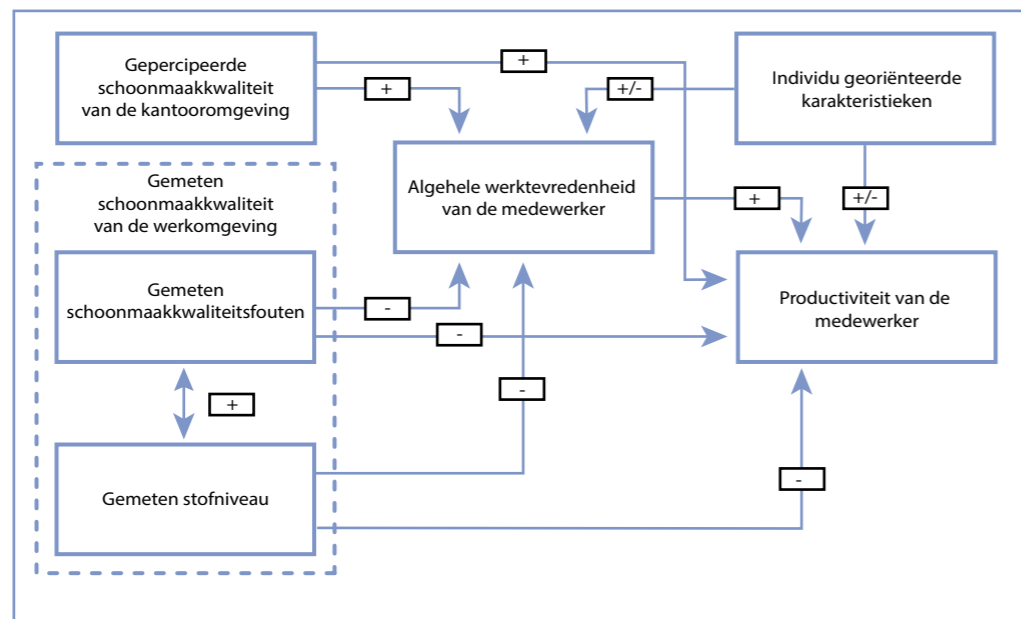 Gepercipeerde
schoonmaakkwaliteit
van de kantooromgeving
+
+
+/-
Individu georiënteerde
karakteristieken
Algehele werktevredenheid
van de medewerker
+
+/-
Gemeten
schoonmaakkwaliteit
van de werkomgeving
Gemeten
schoonmaakkwaliteitsfouten
-
-
Productiviteit van de
medewerker
+
-
-
Gemeten stofniveau